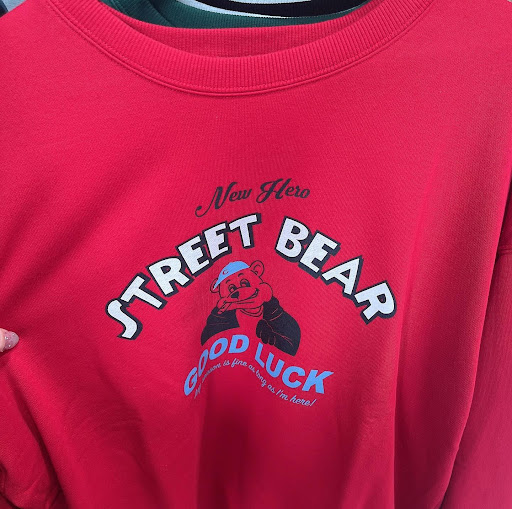 New Hero
STREET BEAR
GOOD LUCK
is fine as long as I'm here!